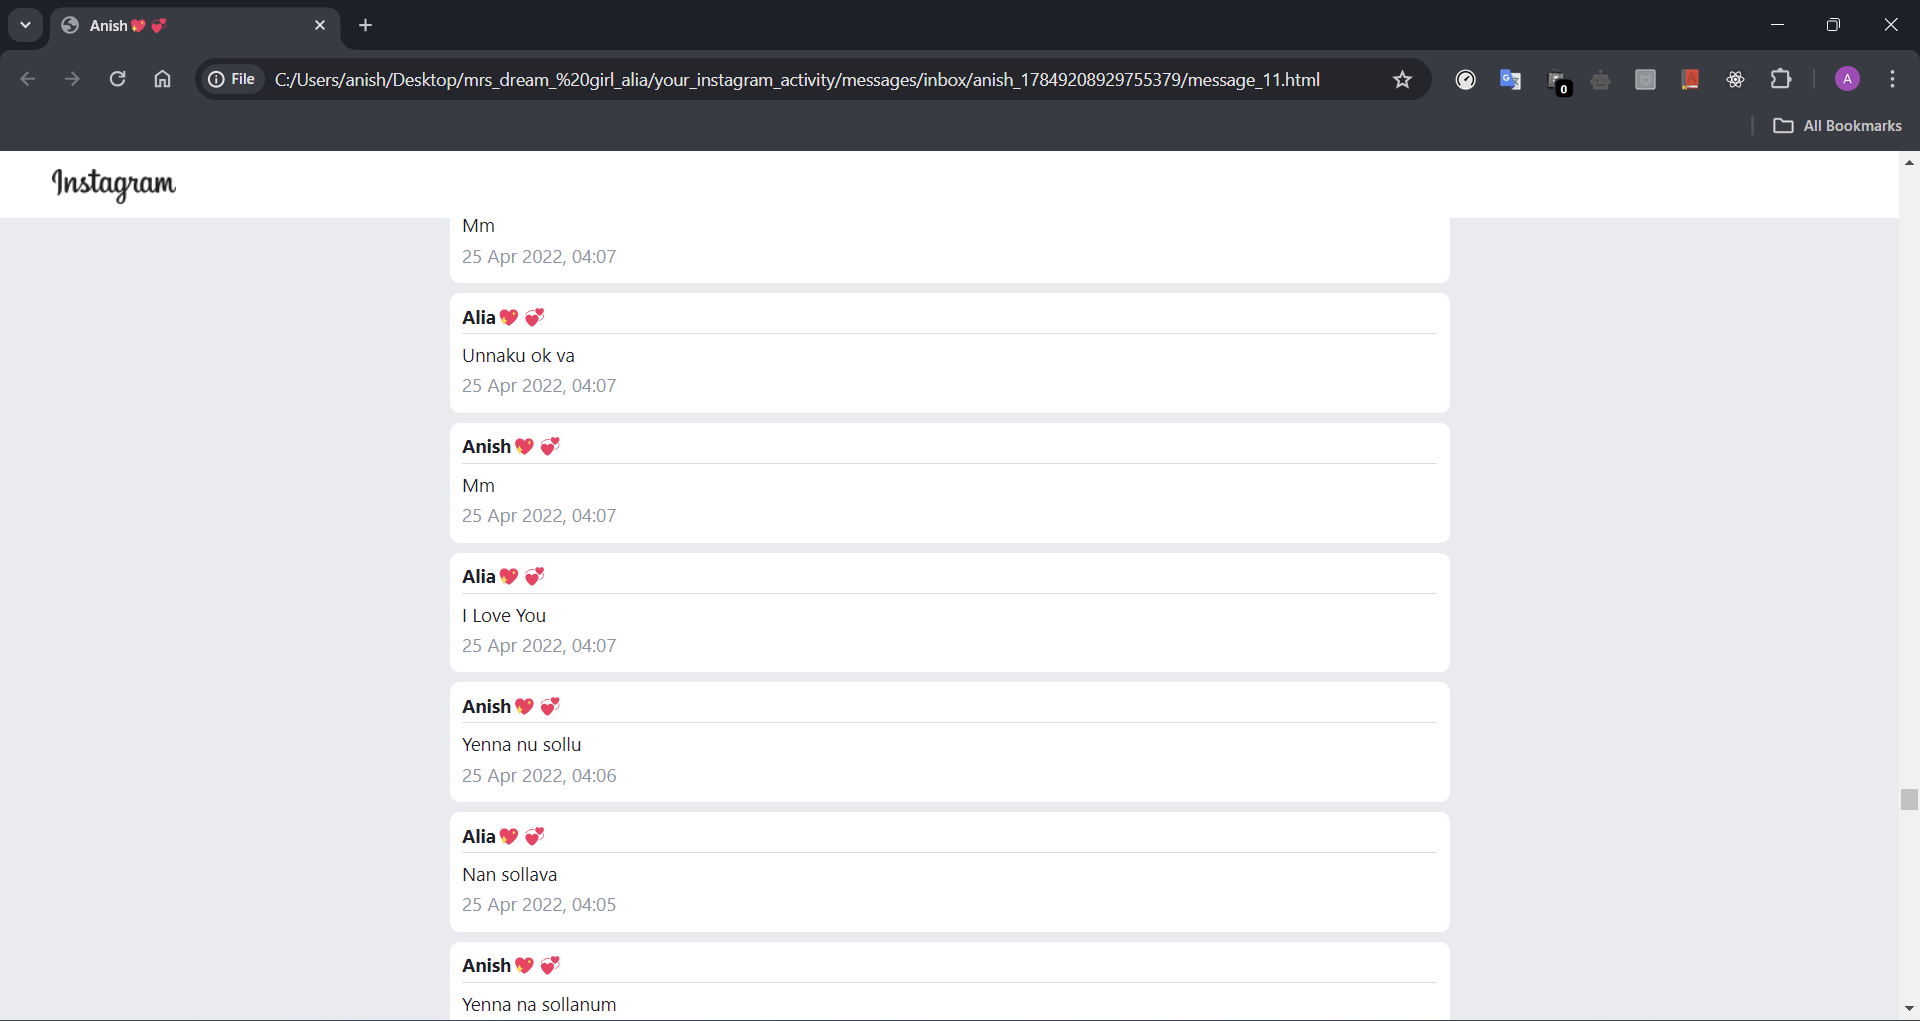 Anish💖💞
File
C:/Users/anish/Desktop/mrs_dream_%20girl_alia/your_instagram_activity/messages/inbox/anish_17849208929755379/message_11.html
0
A
All Bookmarks
Instagram
Mm
25 Apr 2022, 04:07
Alia💖💞
Unnaku ok va
25 Apr 2022, 04:07
Anish💖💞
Mm
25 Apr 2022, 04:07
Alia💖💞
I Love You
25 Apr 2022, 04:07
Anish💖💞
Yenna nu sollu
25 Apr 2022, 04:06
Alia💖💞
Nan sollava
25 Apr 2022, 04:05
Anish💖💞
Yenna na sollanum